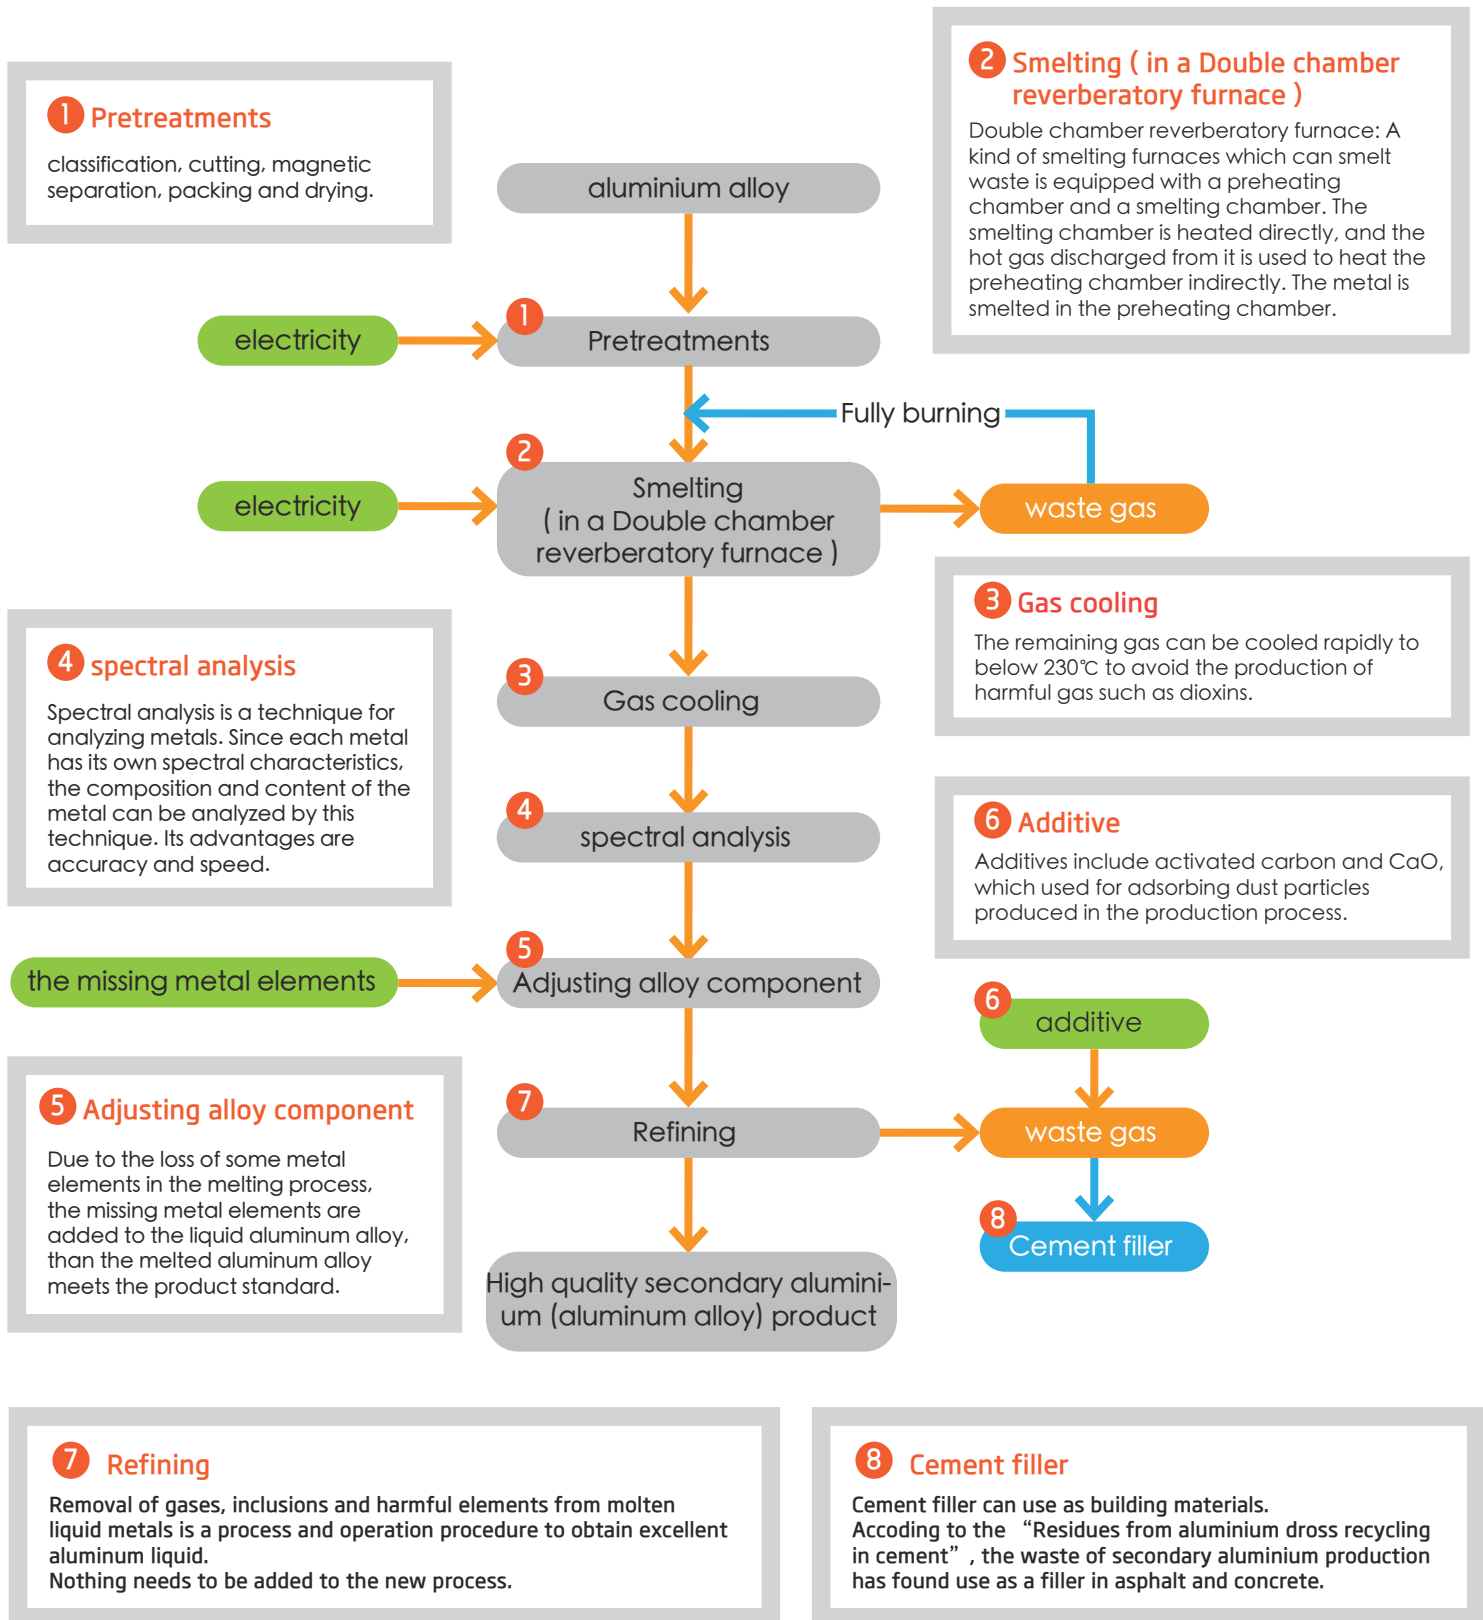 2 Smelting ( in a Double chamber
reverberatory furnace )
Double chamber reverberatory furnace: A
kind of smelting furnaces which can smelt
waste is equipped with a preheating
chamber and a smelting chamber. The
smelting chamber is heated directly, and the
hot gas discharged from it is used to heat the
preheating chamber indirectly. The metal is
smelted in the preheating chamber.
1 Pretreatments
classification, cutting, magnetic
separation, packing and drying.
aluminium alloy
1
electricity
Pretreatments
Fully burning
2
electricity
Smelting
( in a Double chamber
reverberatory furnace )
waste gas
3 Gas cooling
The remaining gas can be cooled rapidly to
below 230℃ to avoid the production of
harmful gas such as dioxins.
4 spectral analysis
Spectral analysis is a technique for
analyzing metals. Since each metal
has its own spectral characteristics,
the composition and content of the
metal can be analyzed by this
technique. Its advantages are
accuracy and speed.
3
Gas cooling
4
spectral analysis
6 Additive
Additives include activated carbon and CaO,
which used for adsorbing dust particles
produced in the production process.
5
the missing metal elements
Adjusting alloy component
6
additive
5 Adjusting alloy component
Due to the loss of some metal
elements in the melting process,
the missing metal elements are
added to the liquid aluminum alloy,
than the melted aluminum alloy
meets the product standard.
7
Refining
waste gas
8
Cement filler
High quality secondary alumini-
um (aluminum alloy) product
7 Refining
Removal of gases, inclusions and harmful elements from molten
liquid metals is a process and operation procedure to obtain excellent
aluminum liquid.
Nothing needs to be added to the new process.
8 Cement filler
Cement filler can use as building materials.
Accoding to the “Residues from aluminium dross recycling
in cement”, the waste of secondary aluminium production
has found use as a filler in asphalt and concrete.